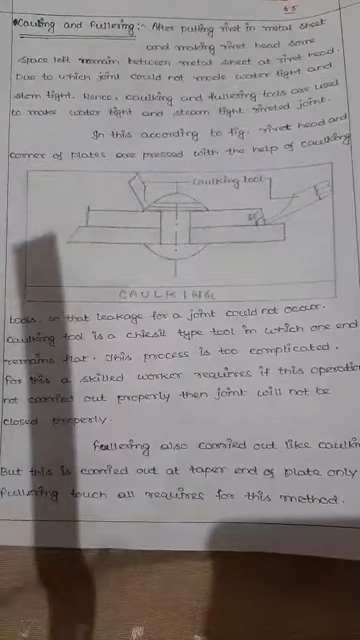 6.5
• Caulking and Fullering :- After putting rivet in metal sheet
and making rivet head some
space left remain between metal sheet at rivet head.
Due to which joint could not made water tight and
stem tight. Hence, caulking and fullering tools are used
to make water tight and steam tight riveted joint.
In this according to fig. rivet head and
corner of plates are pressed with the help of caulking
Caulking tool
CAULKING
tools, so that leakage for a joint could not occur.
Caulking tool is a chiesil type tool in which one end
remains flat. This process is too complicated.
For this a skilled worker requires if this operation
not carried out properly then joint will not be
closed properly.
Fullering also carried out like caulkin
But this is carried out at taper end of plate only
Fullering touch all requires for this method.